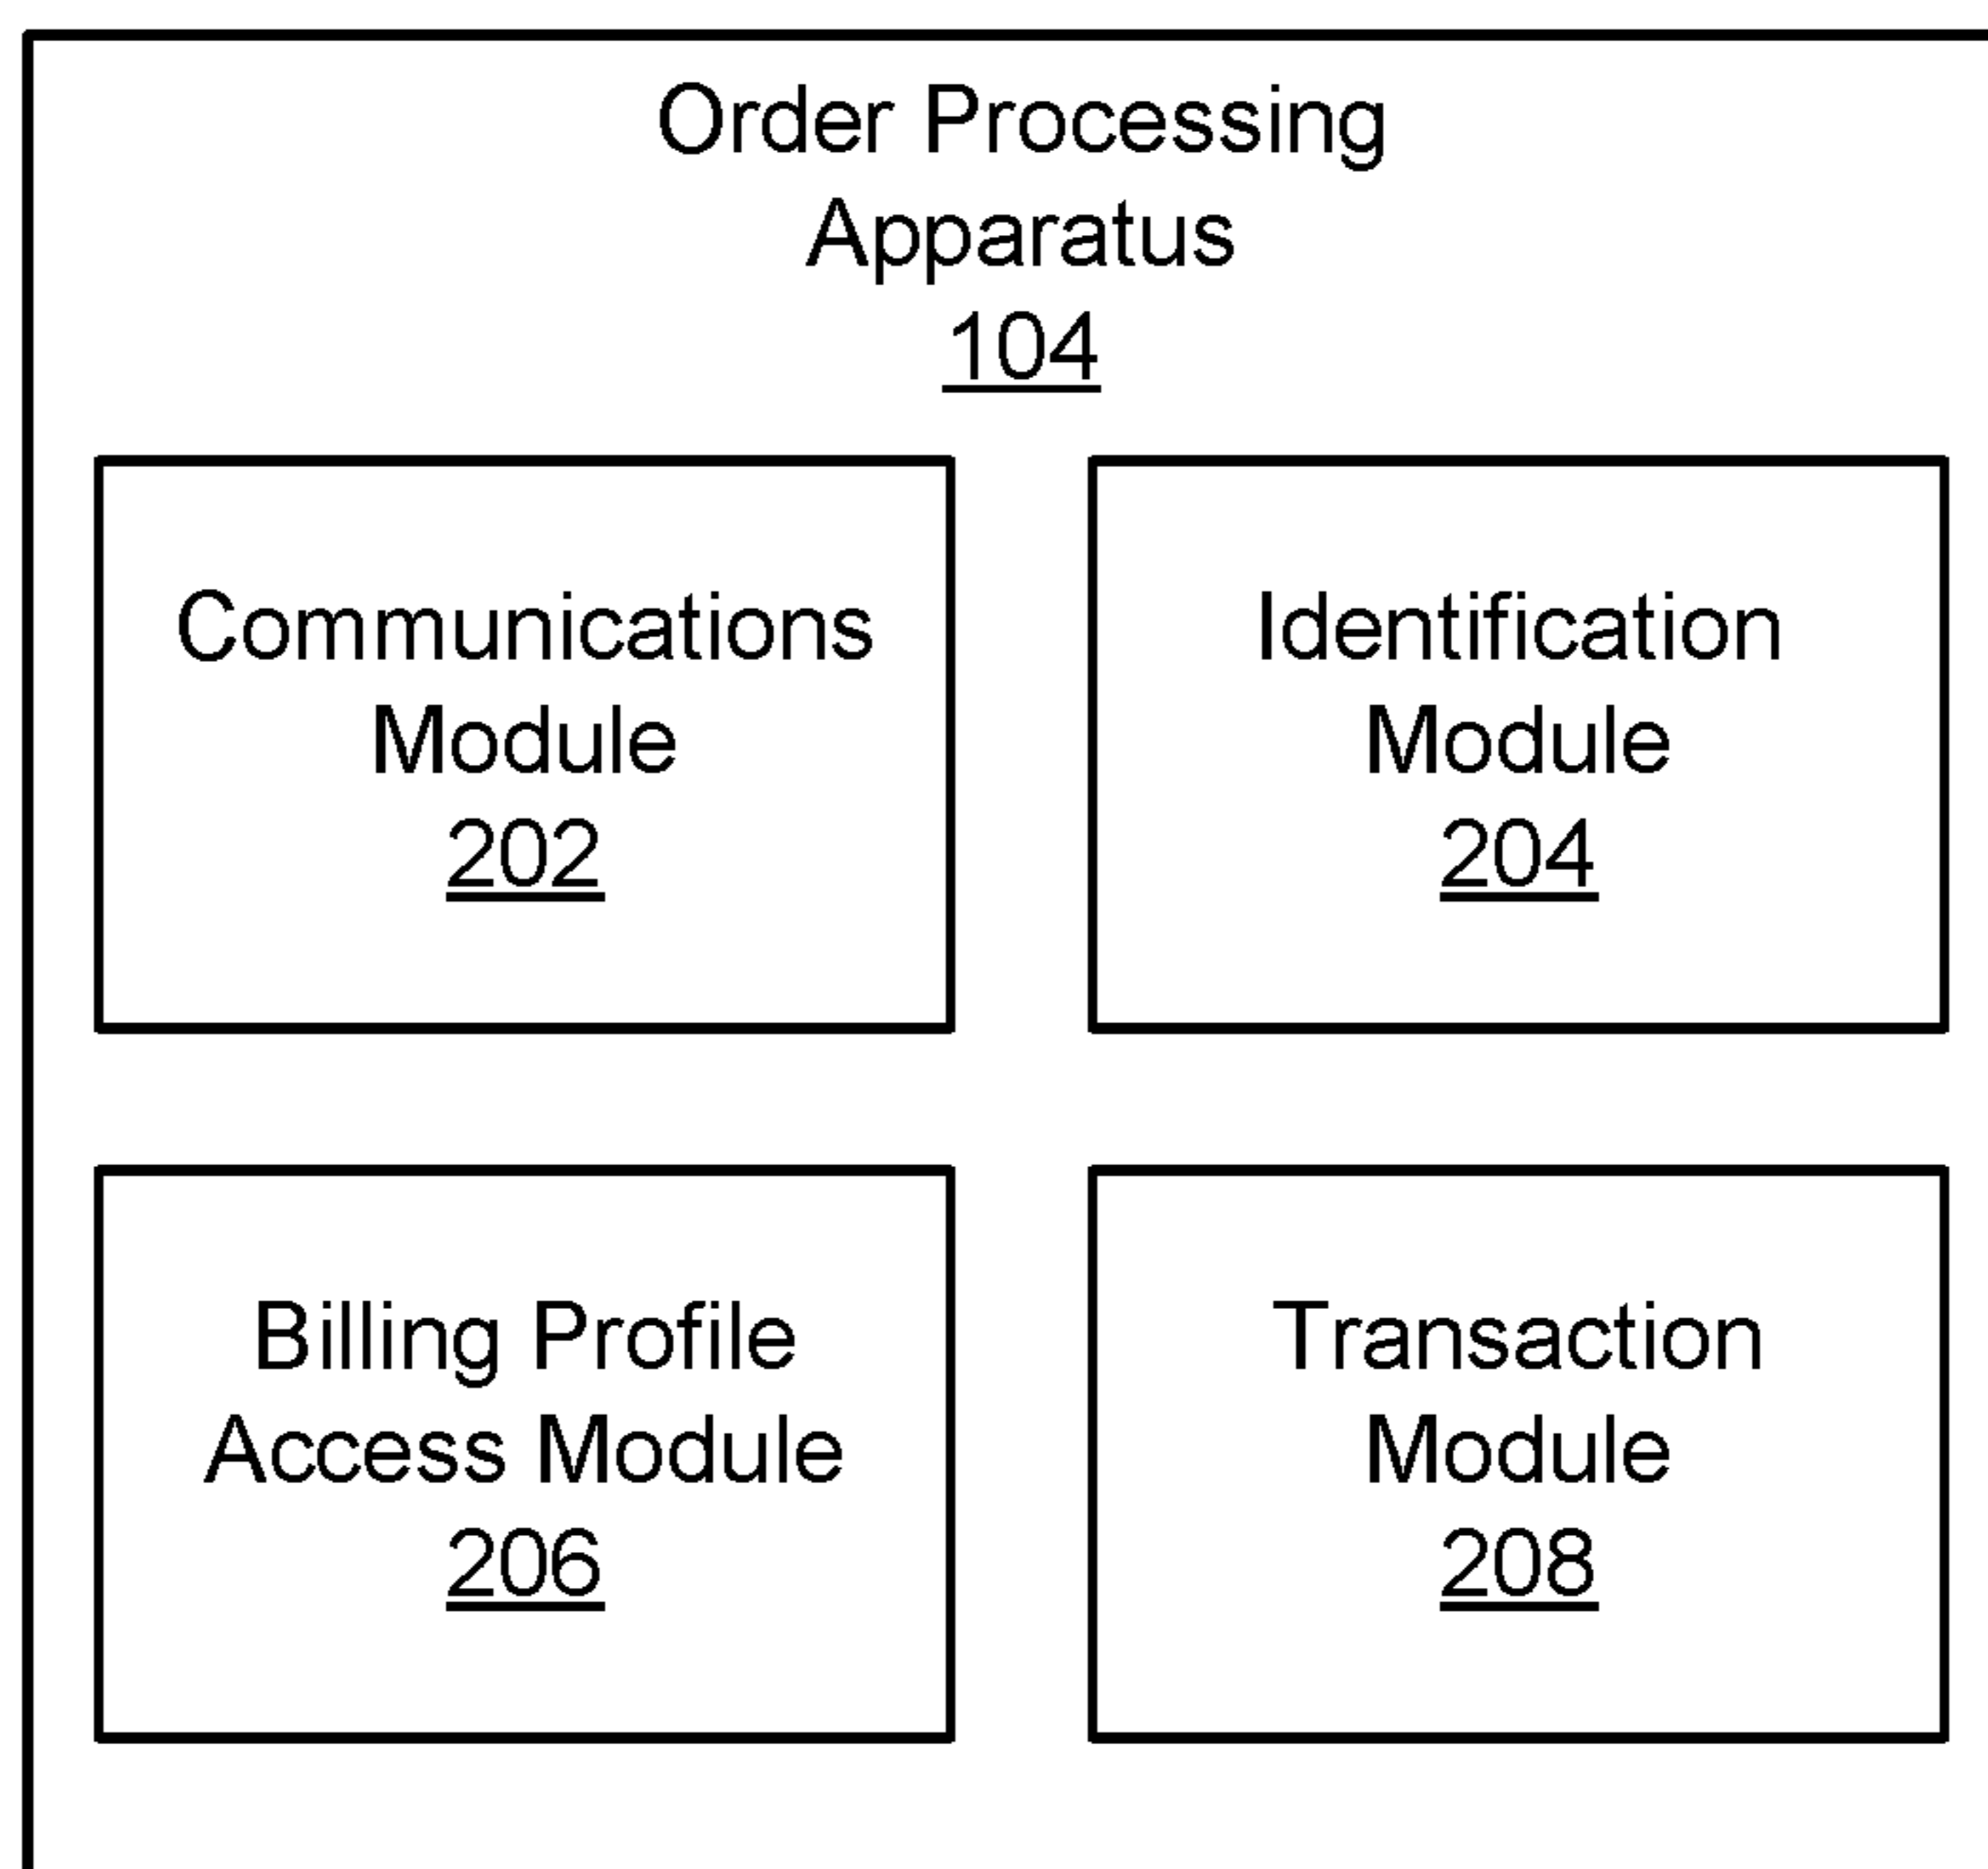 Order Processing
Apparatus
104
Communications
Module
202
Identification
Module
204
Billing Profile
Access Module
206
Transaction
Module
208